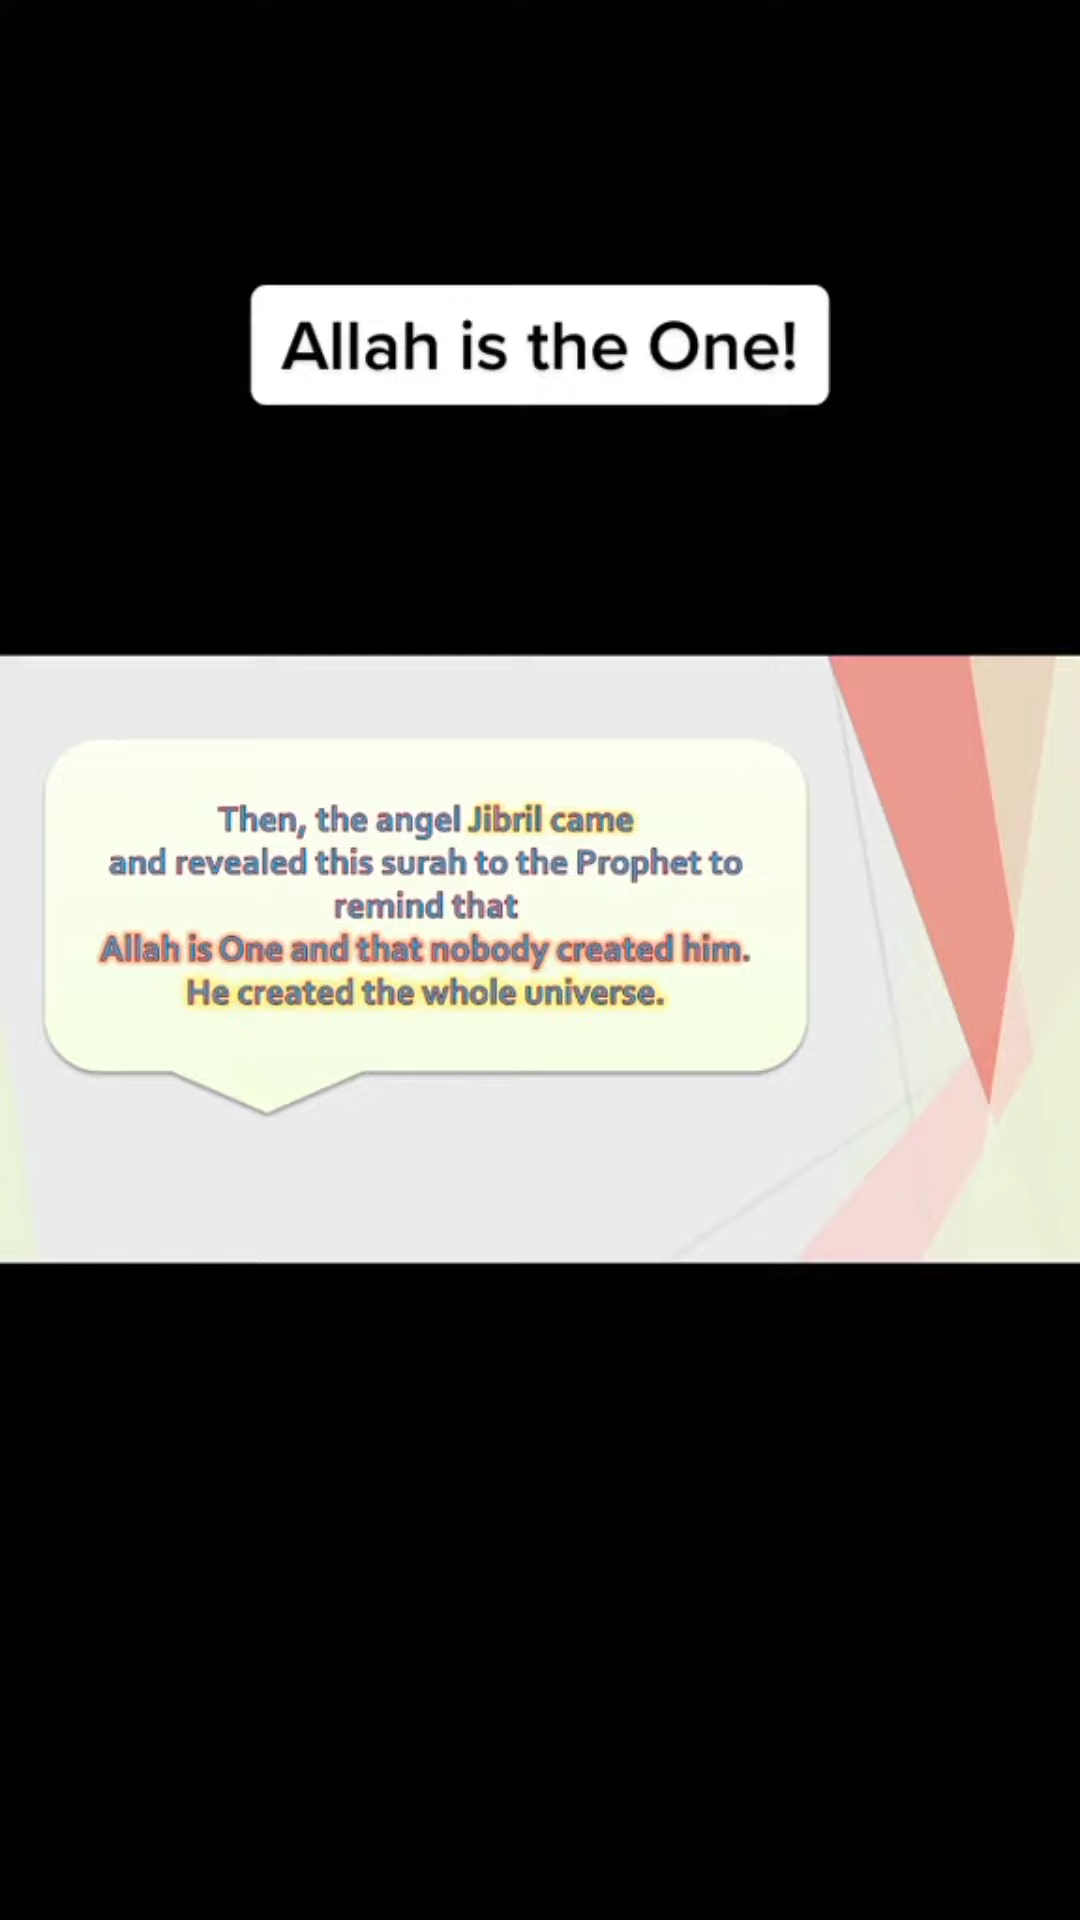 Allah is the One!
Then, the angel Jibril came
and revealed this surah to the Prophet to
remind that
Allah is One and that nobody created him.
He created the whole universe.